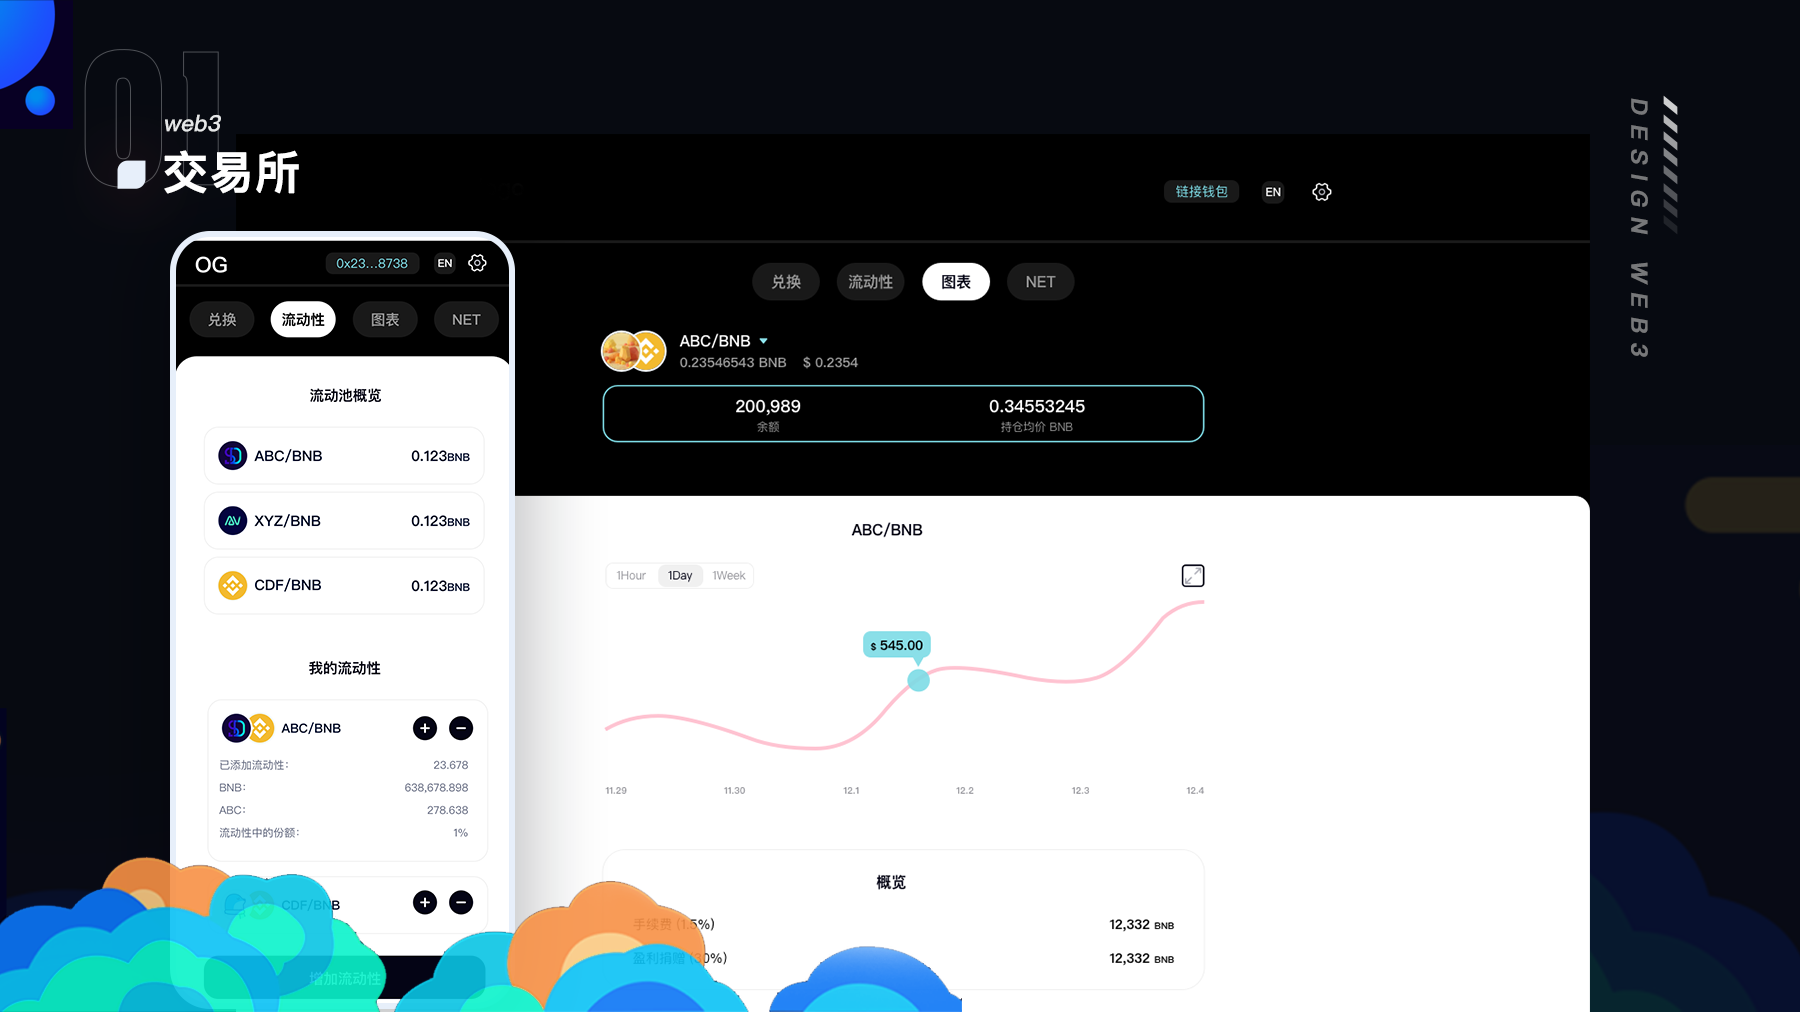 01
web3
交易所
DESIGN WEB3
链接钱包
EN
兑换
流动性
图表
NET
ABC/BNB
0.23546543 BNB $ 0.2354
200,989
余额
0.34553245
持仓均价 BNB
ABC/BNB
1Hour
1Day
1Week
$ 545.00
11.29
11.30
12.1
12.2
12.3
12.4
概览
手续费 (1.5%)
12,332 BNB
盈利捐赠 (30%)
12,332 BNB
OG
0x23...8738
EN
兑换
流动性
图表
NET
流动池概览
ABC/BNB
0.123BNB
XYZ/BNB
0.123BNB
CDF/BNB
0.123BNB
我的流动性
ABC/BNB
已添加流动性：
23.678
BNB：
638,678.898
ABC：
278.638
流动性中的份额：
1%
CDF/BNB
增加流动性